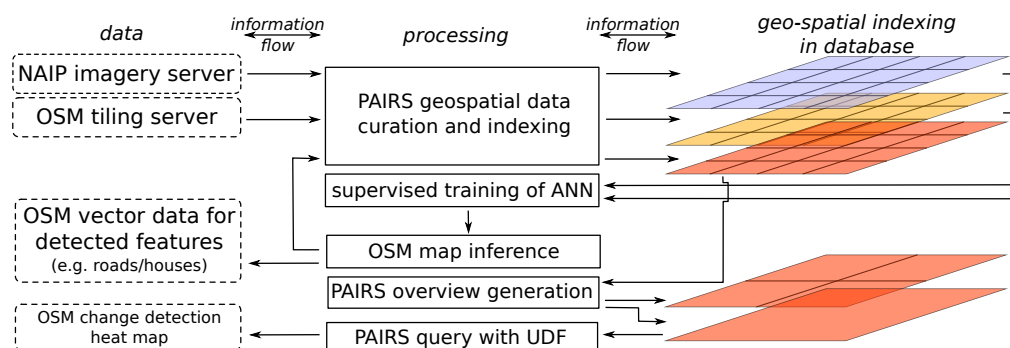 data
information
flow
processing
information
flow
geo-spatial indexing
in database
NAIP imagery server
OSM tiling server
PAIRS geospatial data
curation and indexing
supervised training of ANN
OSM vector data for
detected features
(e.g. roads/houses)
OSM map inference
PAIRS overview generation
OSM change detection
heat map
PAIRS query with UDF